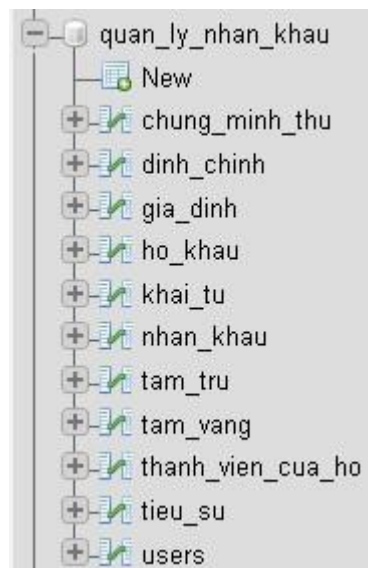 quan_ly_nhan_khau
New
chung_minh_thu
dinh_chinh
gia_dinh
ho_khau
khai_tu
nhan_khau
tam_tru
tam_vang
thanh_vien_cua_ho
tieu_su
users